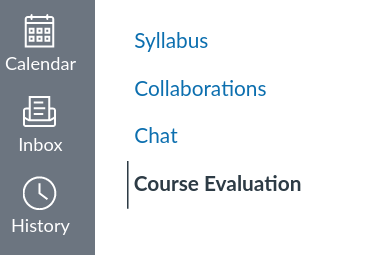 Calendar
Inbox
History
Syllabus
Collaborations
Chat
Course Evaluation